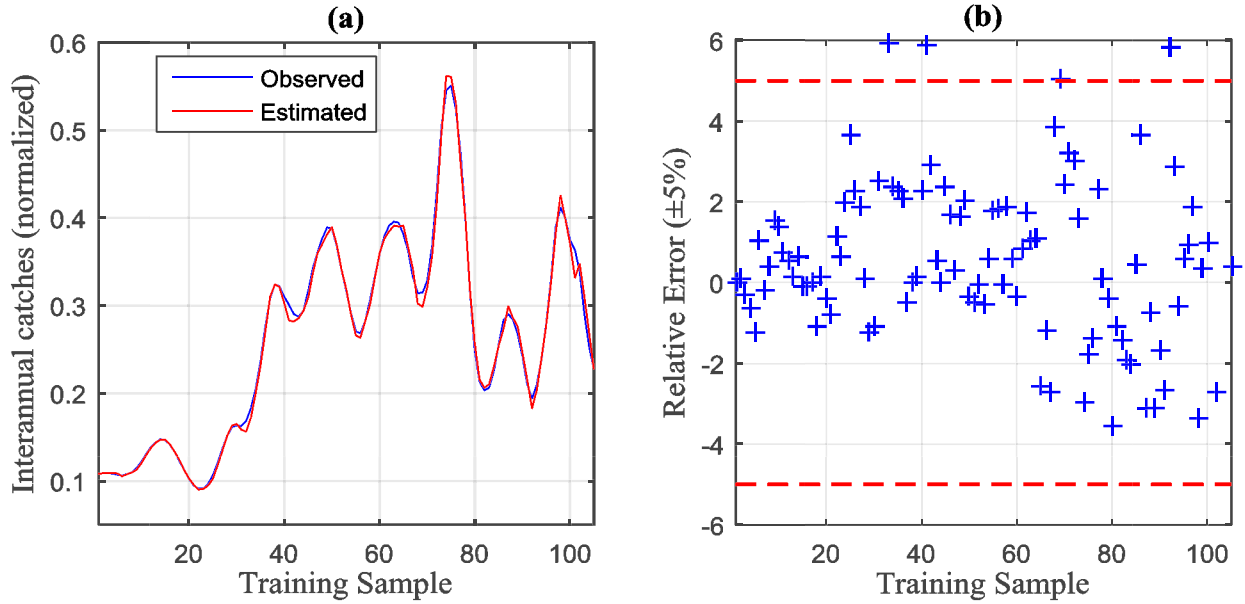 (a)
Interannual catches (normalized)
0.6
0.5
0.4
0.3
0.2
0.1
Observed
Estimated
20
40
60
80
100
Training Sample
(b)
Relative Error (±5%)
6
4
2
0
-2
-4
-6
20
40
60
80
100
Training Sample